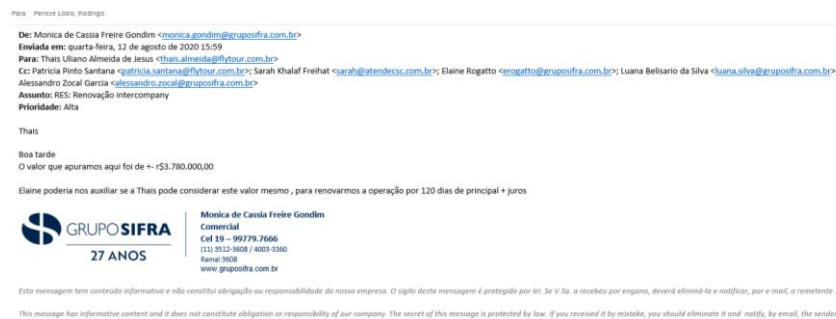 Para Perisse Lobo, Rodrigo
De: Monica de Cassia Freire Gondim <monica.gondim@gruposifra.com.br>
Enviada em: quarta-feira, 12 de agosto de 2020 15:59
Para: Thais Uliano Almeida de Jesus <thais.almeida@flytour.com.br>
Cc: Patricia Pinto Santana <patricia.santana@flytour.com.br>; Sarah Khalaf Freihat <sarah@atendecsc.com.br>; Elaine Rogatto <erogatto@gruposifra.com.br>; Luana Belisario da Silva <luana.silva@gruposifra.com.br>
Alessandro Zocal Garcia <alessandro.zocal@gruposifra.com.br>
Assunto: RES: Renovação intercompany
Prioridade: Alta
Thais
Boa tarde
O valor que apuramos aqui foi de +- r$3.780.000,00
Elaine poderia nos auxiliar se a Thais pode considerar este valor mesmo , para renovarmos a operação por 120 dias de principal + juros
GRUPO SIFRA
27 ANOS
Monica de Cassia Freire Gondim
Comercial
Cel 19 – 99779.7666
(11) 3512-3608 / 4003-3360
Ramal:3608
www.gruposifra.com.br
Esta mensagem tem conteúdo informativo e não constitui obrigação ou responsabilidade da nossa empresa. O sigilo desta mensagem é protegido por lei. Se V.Sa. a recebeu por engano, deverá eliminá-la e notificar, por e-mail, o remetente.
This message has informative content and it does not constitute obligation or responsibility of our company. The secret of this message is protected by law. If you received it by mistake, you should eliminate it and notify, by email, the sender